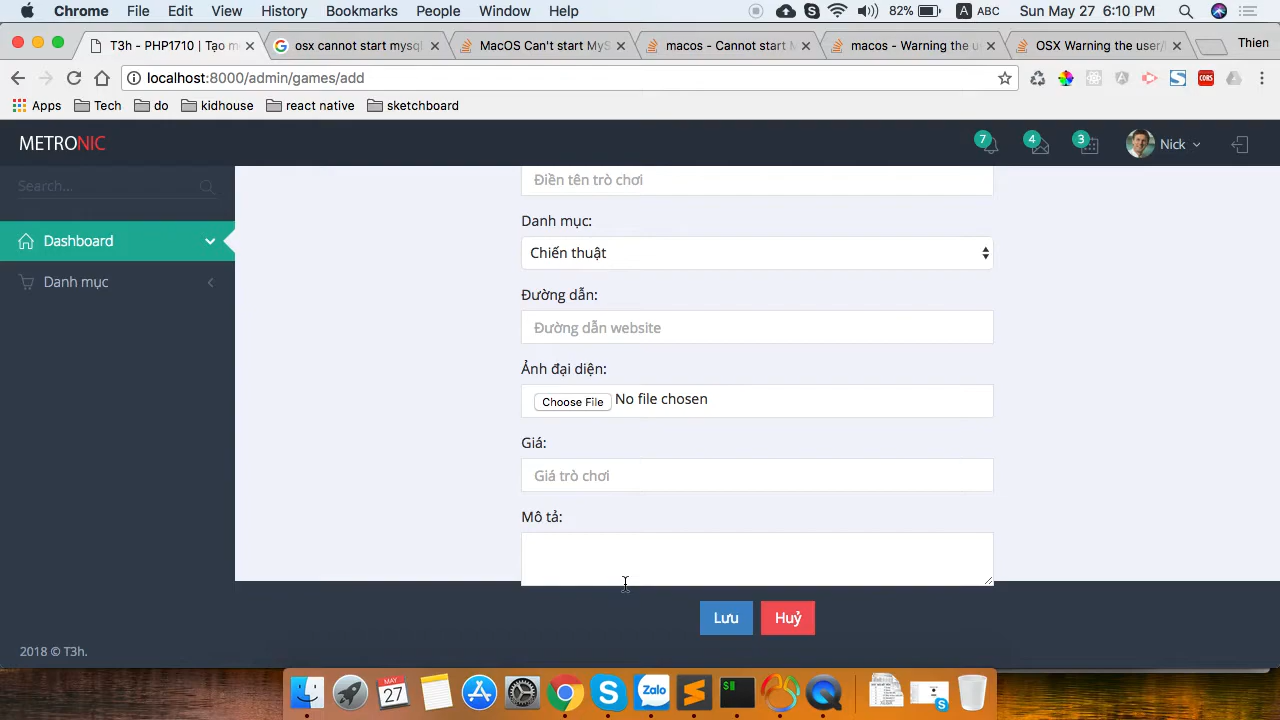 Chrome File Edit View History Bookmarks People Window Help 82% A ABC Sun May 27 6:10 PM
T3h - PHP1710 | Tạo m
osx cannot start mysql
MacOS Can't start MyS
macos - Cannot start M
macos - Warning the u
OSX Warning the user/
Thien
localhost:8000/admin/games/add
CORS
Apps Tech do kidhouse react native sketchboard
METRONIC
7 4 3 Nick
Search...
Dashboard
Danh mục
Điền tên trò chơi
Danh mục:
Chiến thuật
Đường dẫn:
Đường dẫn website
Ảnh đại diện:
Choose File No file chosen
Giá:
Giá trò chơi
Mô tả:
Lưu Huỷ
2018 © T3h.
MAY
27
Zalo
$